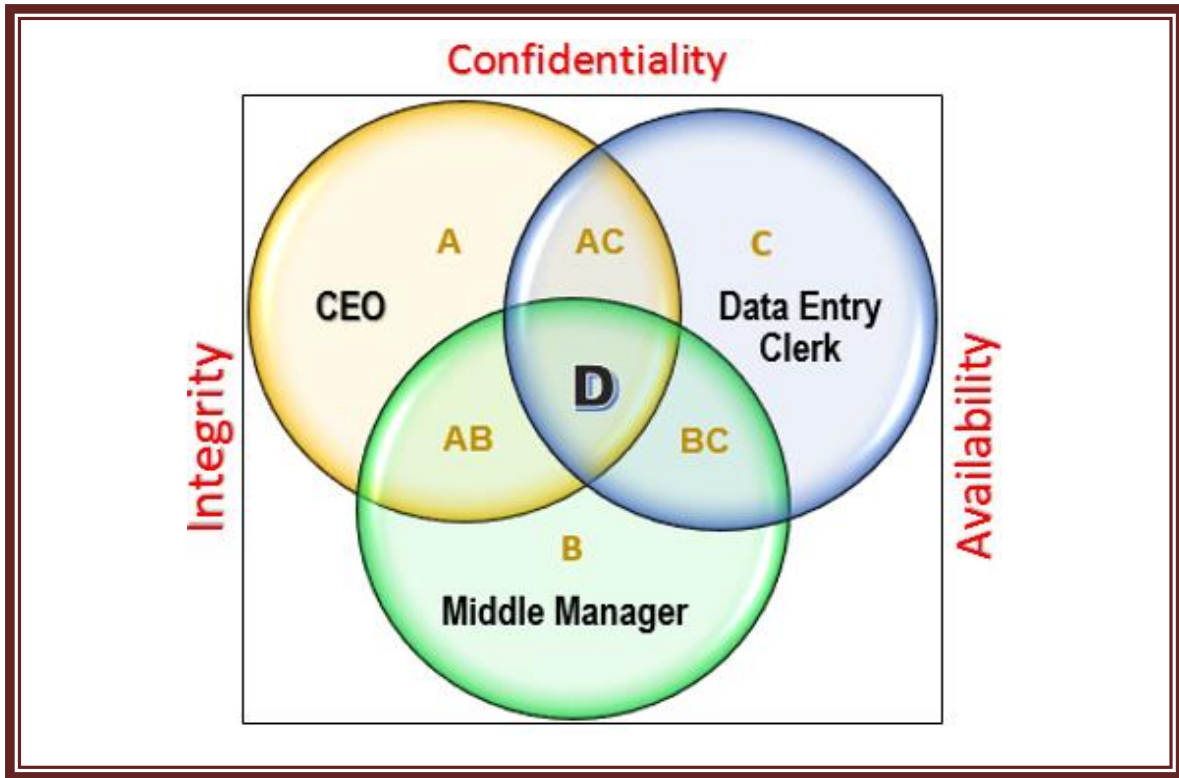 Confidentiality
A
AC
C
CEO
Data Entry
Clerk
Integrity
Availability
D
AB
BC
B
Middle Manager